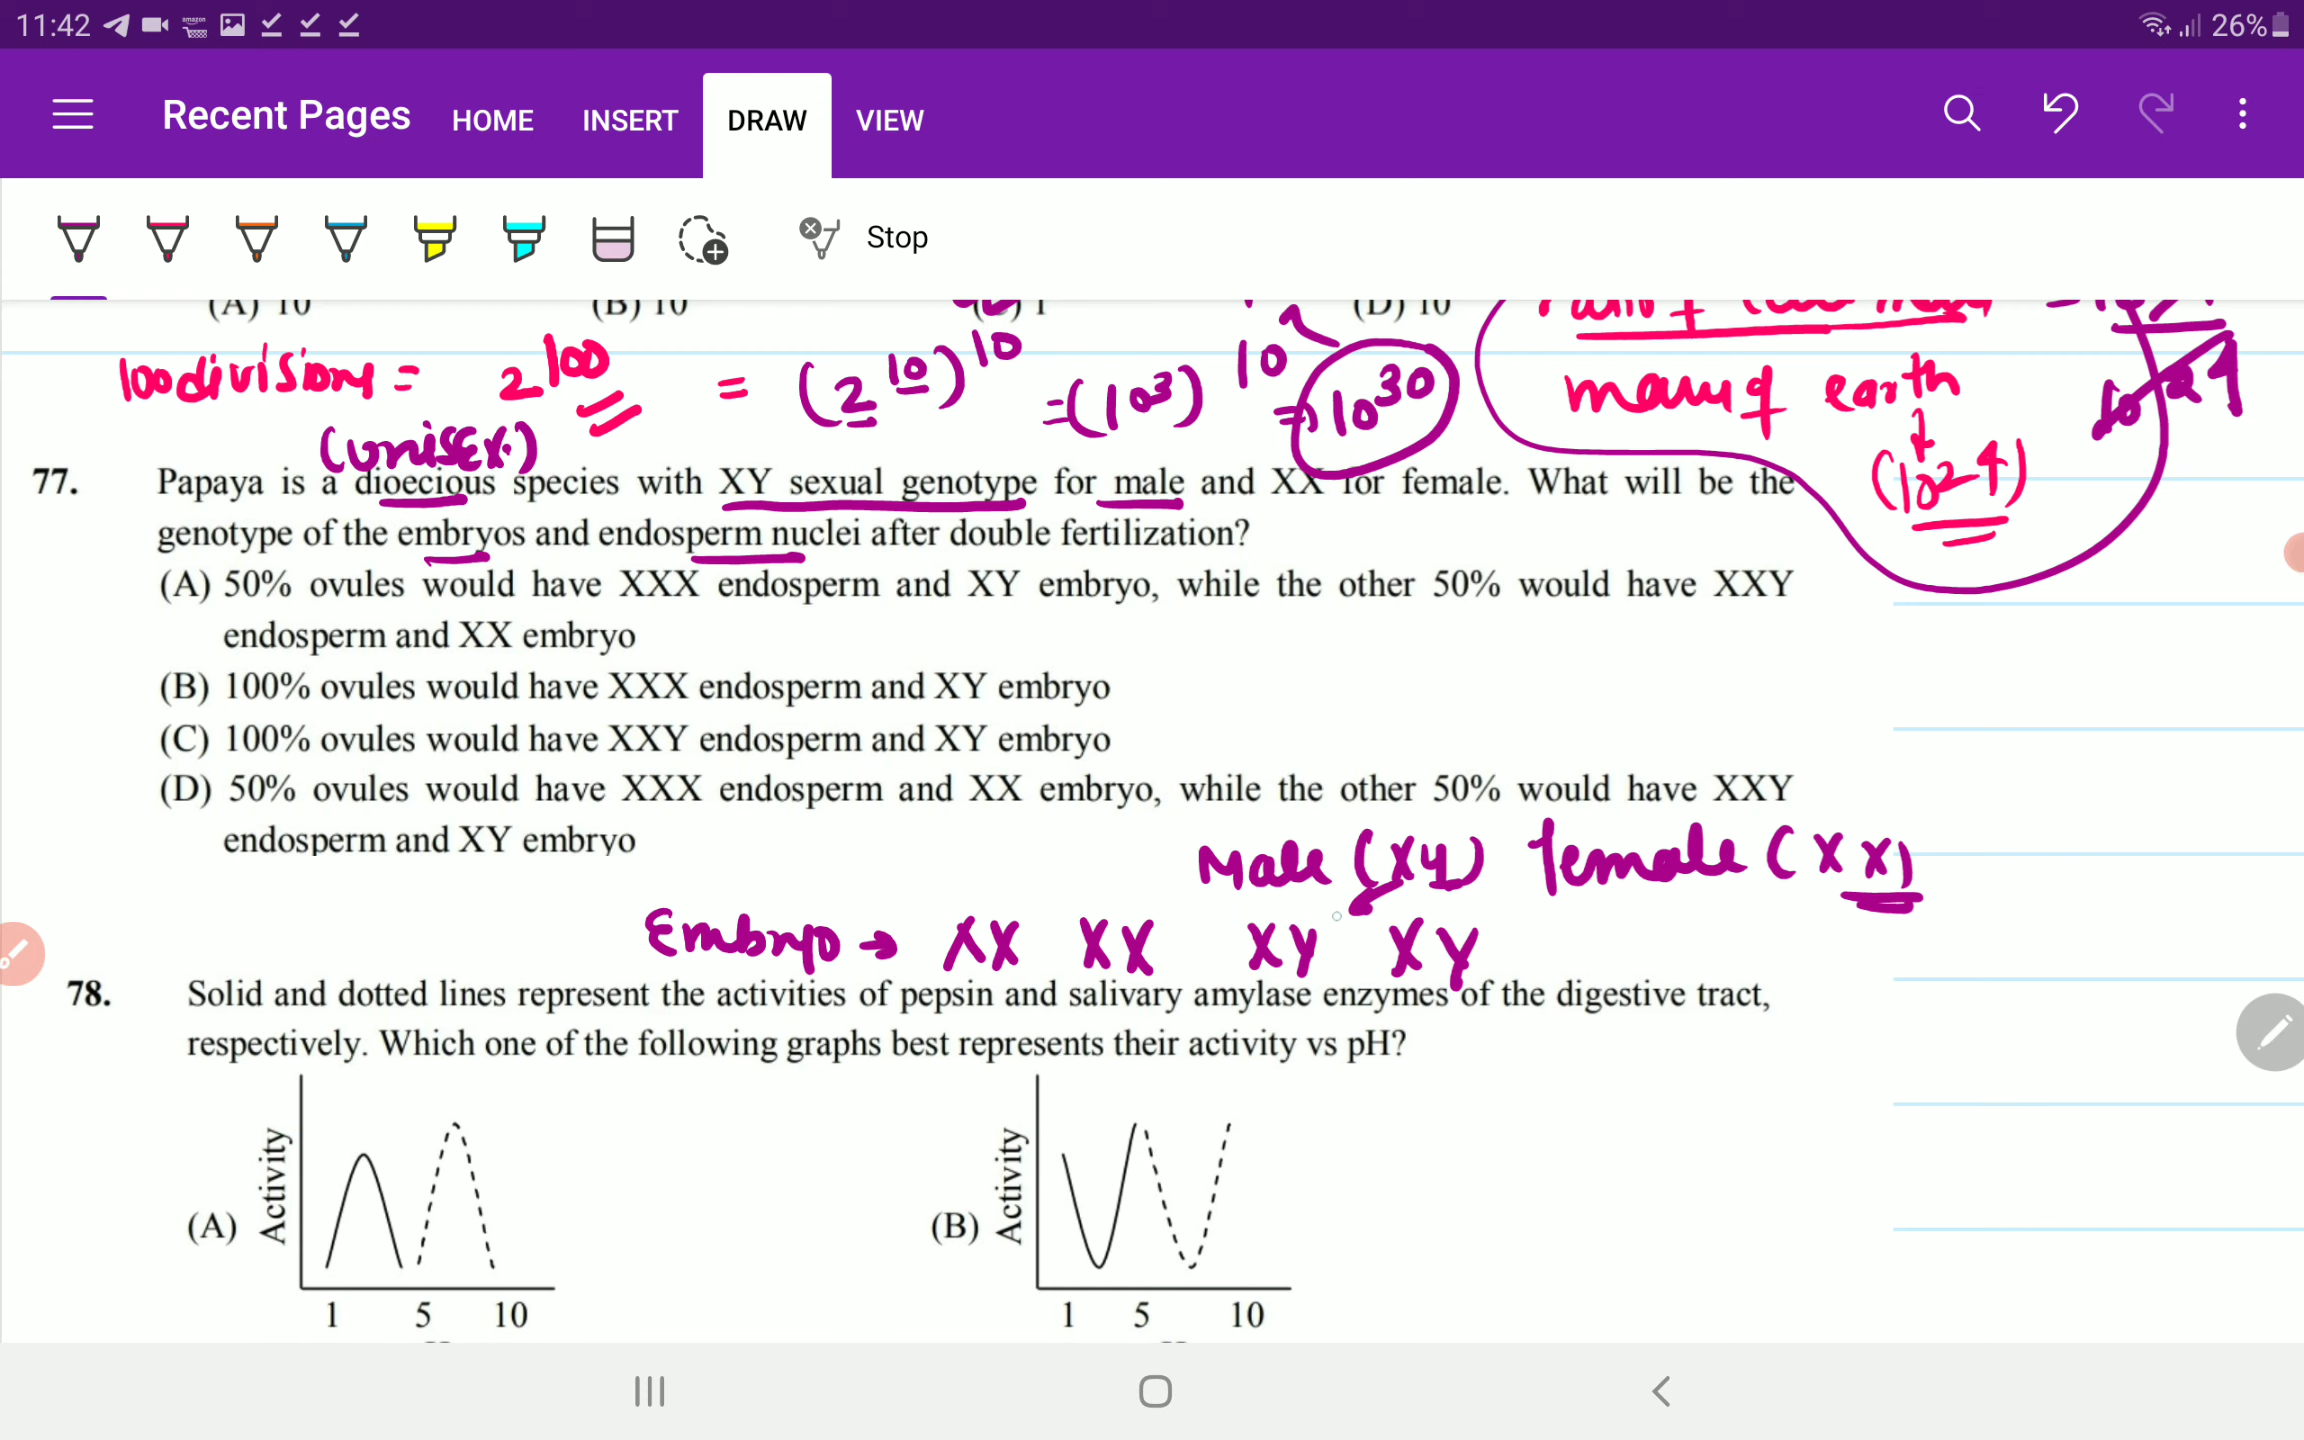 11:42
26%
Recent Pages HOME INSERT DRAW VIEW
Stop
(A) 10 (B) 10 (C) 1 (D) 10
100 divisions = 2^100 = (2^10)^10 =(10^3)^10 ⇒10^30
many of earth
(10^24)
(unisex.)
77. Papaya is a dioecious species with XY sexual genotype for male and XX for female. What will be the
genotype of the embryos and endosperm nuclei after double fertilization?
(A) 50% ovules would have XXX endosperm and XY embryo, while the other 50% would have XXY
endosperm and XX embryo
(B) 100% ovules would have XXX endosperm and XY embryo
(C) 100% ovules would have XXY endosperm and XY embryo
(D) 50% ovules would have XXX endosperm and XX embryo, while the other 50% would have XXY
endosperm and XY embryo
Male (XY) female (XX)
Embryo → XX XX XY XY
78. Solid and dotted lines represent the activities of pepsin and salivary amylase enzymes of the digestive tract,
respectively. Which one of the following graphs best represents their activity vs pH?
(A) Activity (B) Activity
1 5 10 1 5 10